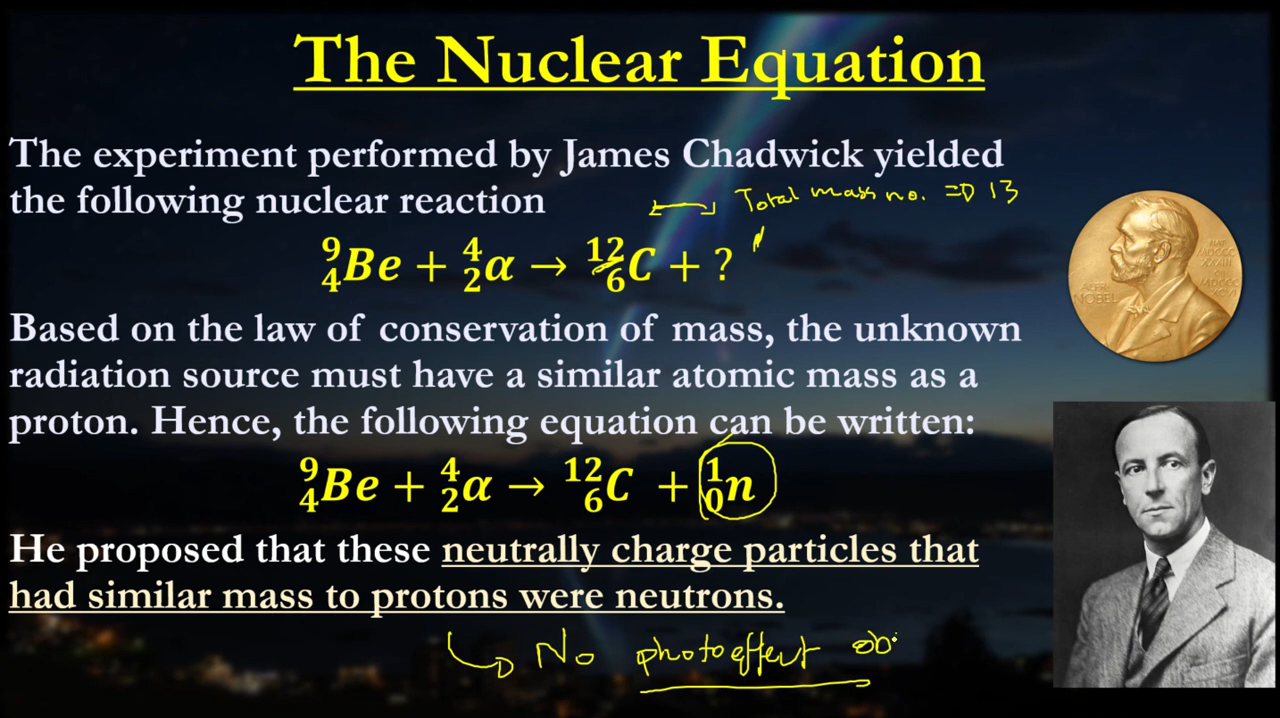 The Nuclear Equation
The experiment performed by James Chadwick yielded
the following nuclear reaction
Total mass no. => 13
⁹₄Be + ⁴₂α → ¹²₆C + ?
Based on the law of conservation of mass, the unknown
radiation source must have a similar atomic mass as a
proton. Hence, the following equation can be written:
⁹₄Be + ⁴₂α → ¹²₆C + ¹₀n
He proposed that these neutrally charge particles that
had similar mass to protons were neutrons.
No photoeffect ob
NOBEL